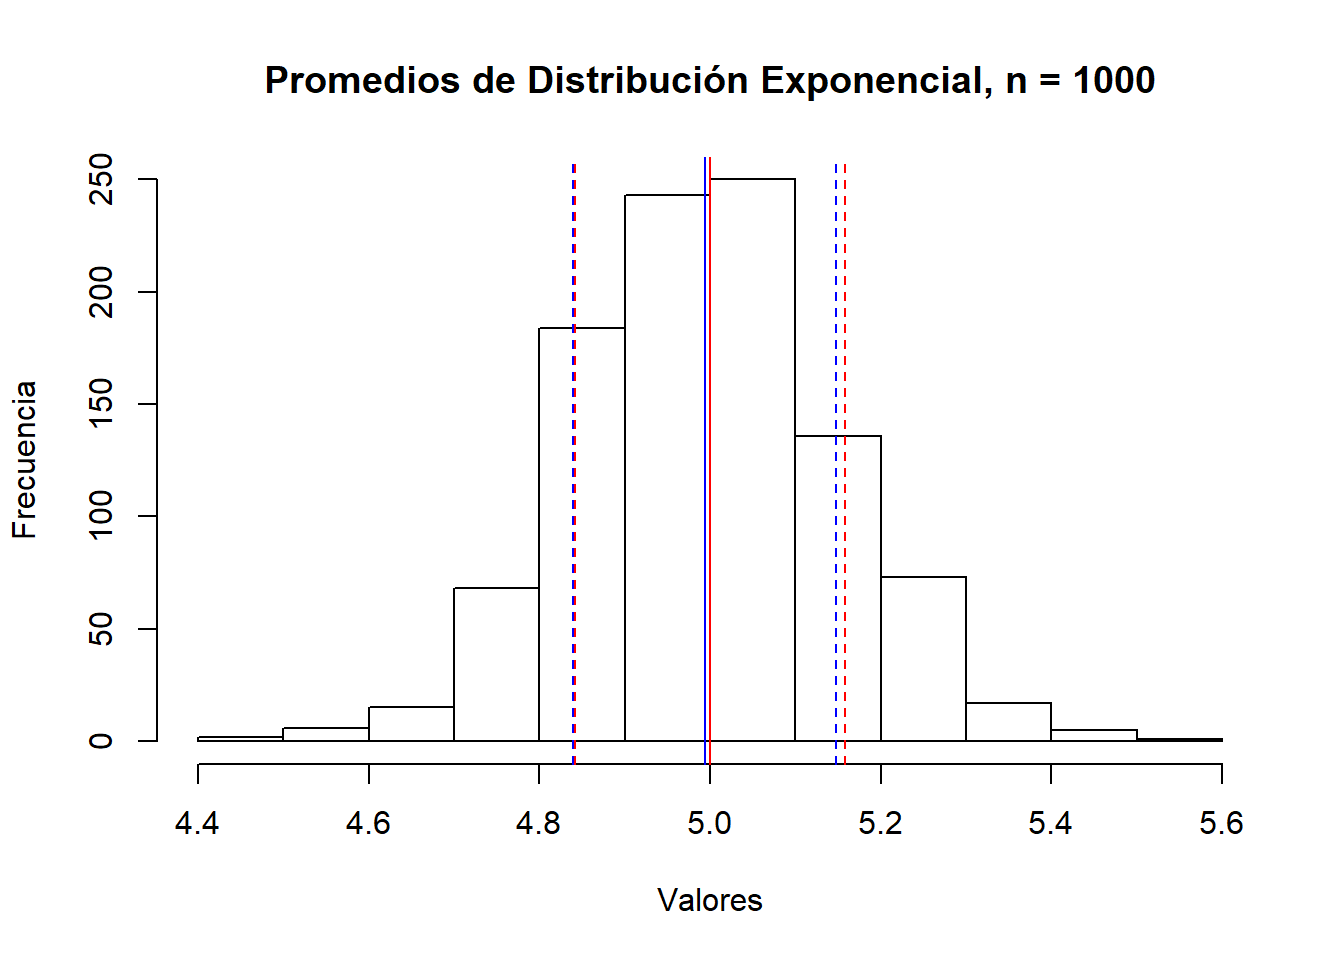 Promedios de Distribución Exponencial, n = 1000
250
200
150
100
50
0
Frecuencia
4.4 4.6 4.8 5.0 5.2 5.4 5.6
Valores